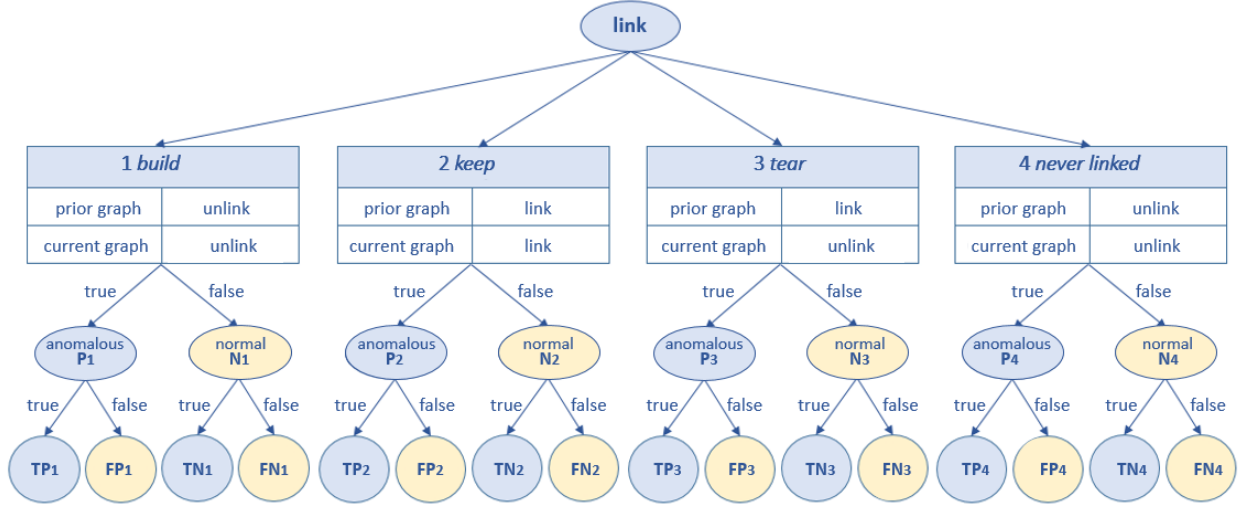 link
1 build 2 keep 3 tear 4 never linked
prior graph unlink prior graph link prior graph link prior graph unlink
current graph unlink current graph link current graph unlink current graph unlink
true false true false true false true false
anomalous normal anomalous normal anomalous normal anomalous normal
P1 N1 P2 N2 P3 N3 P4 N4
true false true false true false true false true false true false true false true false
TP1 FP1 TN1 FN1 TP2 FP2 TN2 FN2 TP3 FP3 TN3 FN3 TP4 FP4 TN4 FN4